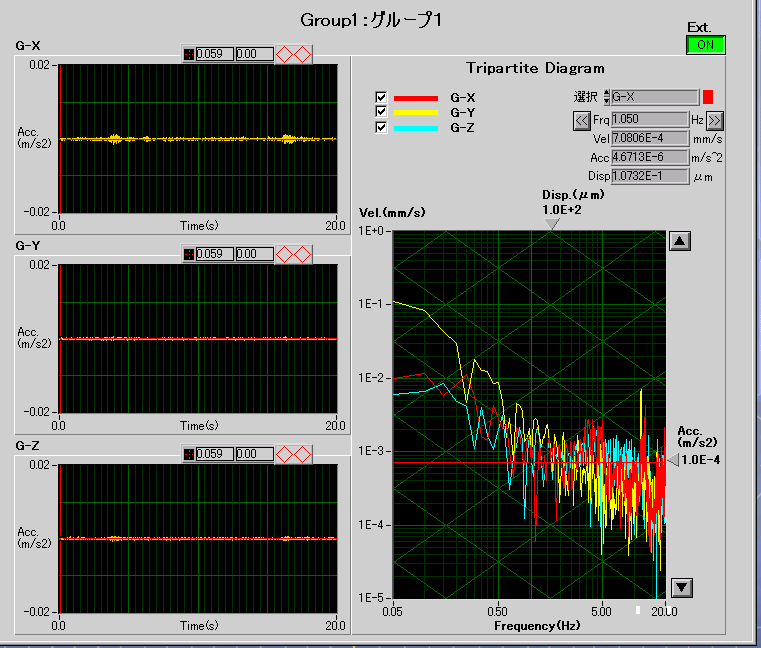 Group1:グループ1
Ext.
ON
G-X
0.059 0.00
0.02
Acc.
(m/s2)
-0.02
0.0 Time(s) 20.0
G-Y
0.059 0.00
0.02
Acc.
(m/s2)
-0.02
0.0 Time(s) 20.0
G-Z
0.059 0.00
0.02
Acc.
(m/s2)
-0.02
0.0 Time(s) 20.0
Tripartite Diagram
G-X
G-Y
G-Z
選択 G-X
<< Frq 1.050 Hz >>
Vel 7.0806E-4 mm/s
Acc 4.6713E-6 m/s^2
Disp 1.0732E-1 μm
Disp.(μm)
1.0E+2
Vel.(mm/s)
1E+0
1E-1
1E-2
1E-3
1E-4
1E-5
Acc.
(m/s2)
1.0E-4
0.05 0.50 5.00 20.0
Frequency(Hz)